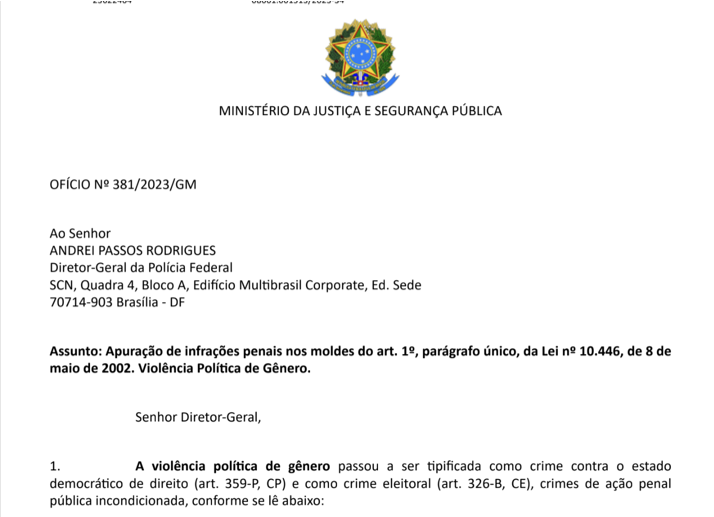 MINISTÉRIO DA JUSTIÇA E SEGURANÇA PÚBLICA
OFÍCIO Nº 381/2023/GM
Ao Senhor
ANDREI PASSOS RODRIGUES
Diretor-Geral da Polícia Federal
SCN, Quadra 4, Bloco A, Edifício Multibrasil Corporate, Ed. Sede
70714-903 Brasília - DF
Assunto: Apuração de infrações penais nos moldes do art. 1º, parágrafo único, da Lei nº 10.446, de 8 de
maio de 2002. Violência Política de Gênero.
Senhor Diretor-Geral,
1. A violência política de gênero passou a ser tipificada como crime contra o estado
democrático de direito (art. 359-P, CP) e como crime eleitoral (art. 326-B, CE), crimes de ação penal
pública incondicionada, conforme se lê abaixo: